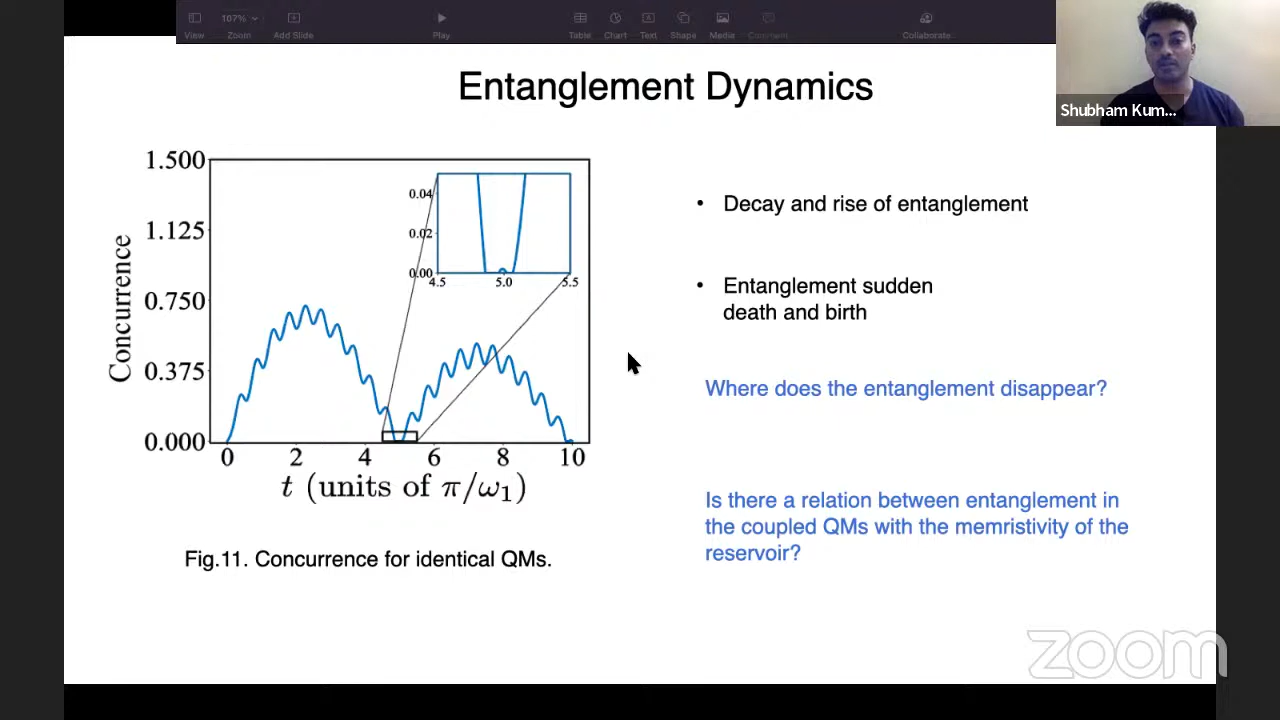 View
107%
Zoom
Add Slide
Play
Table
Chart
Text
Shape
Media
Comment
Collaborate
Shubham Kum...
Entanglement Dynamics
1.500
1.125
0.750
0.375
0.000
Concurrence
0.04
0.02
0.00
4.5 5.0 5.5
0 2 4 6 8 10
t (units of π/ω₁)
Fig.11. Concurrence for identical QMs.
• Decay and rise of entanglement
• Entanglement sudden
death and birth
Where does the entanglement disappear?
Is there a relation between entanglement in
the coupled QMs with the memristivity of the
reservoir?
zoom